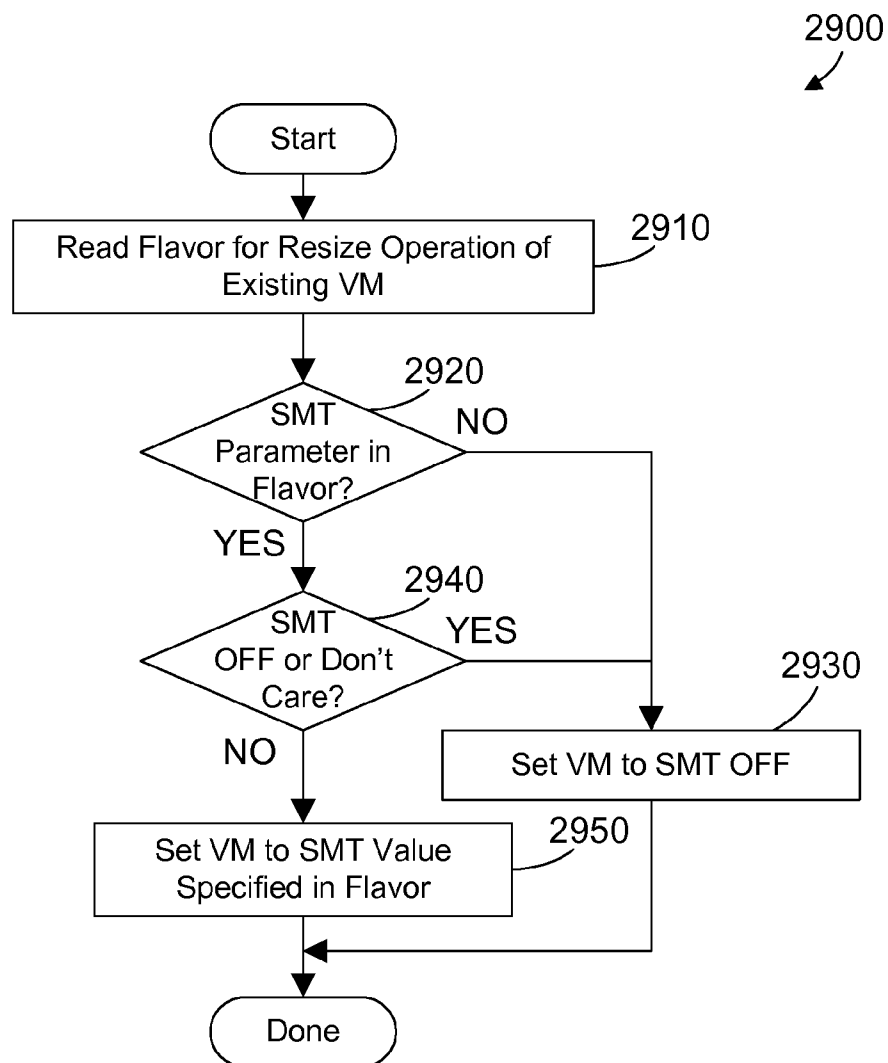 2900
Start
2910
Read Flavor for Resize Operation of
Existing VM
2920
SMT
Parameter in
Flavor?
NO
YES
2940
SMT
OFF or Don't
Care?
YES
NO
2930
Set VM to SMT OFF
2950
Set VM to SMT Value
Specified in Flavor
Done